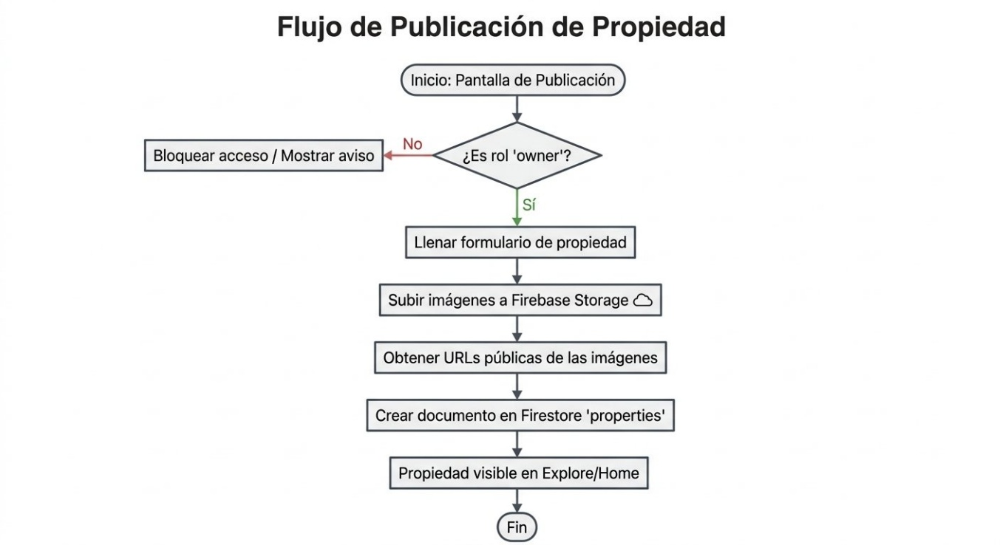 Flujo de Publicación de Propiedad
Inicio: Pantalla de Publicación
¿Es rol 'owner'?
No
Bloquear acceso / Mostrar aviso
Sí
Llenar formulario de propiedad
Subir imágenes a Firebase Storage
Obtener URLs públicas de las imágenes
Crear documento en Firestore 'properties'
Propiedad visible en Explore/Home
Fin